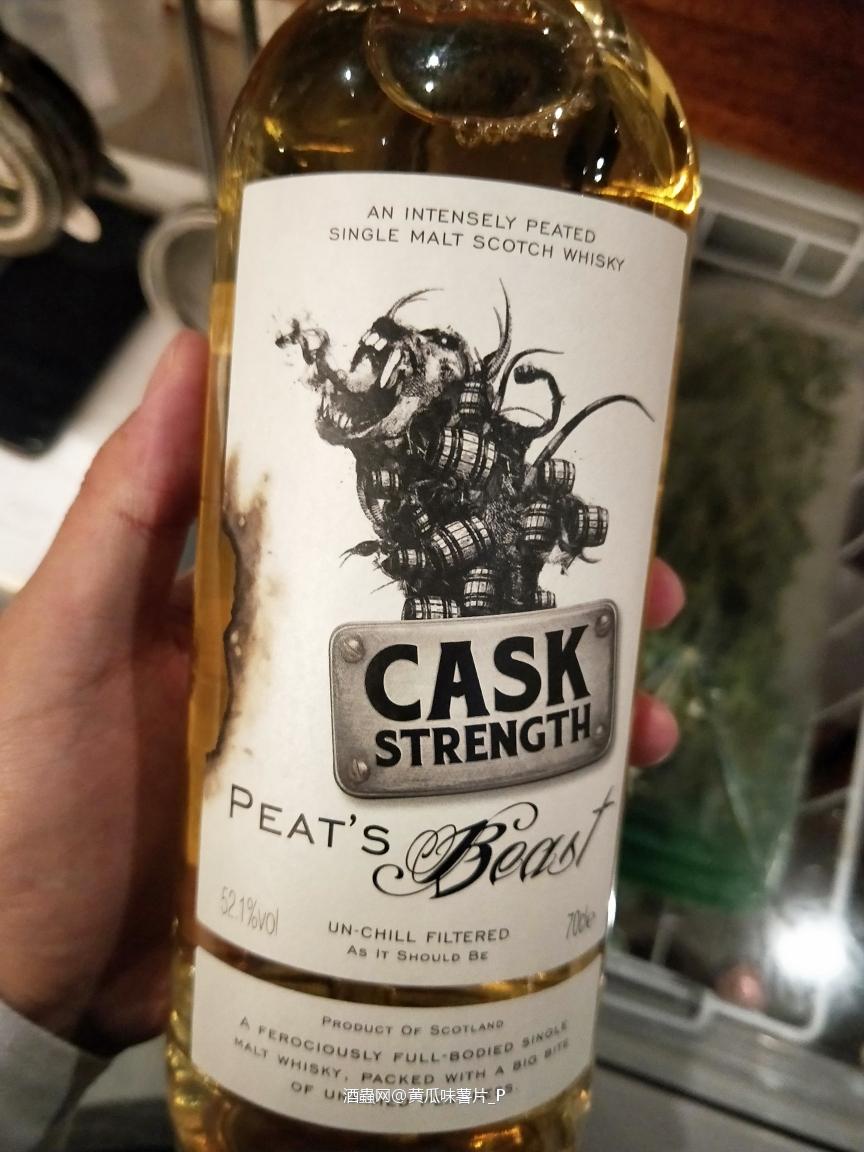 AN INTENSELY PEATED
SINGLE MALT SCOTCH WHISKY
CASK
STRENGTH
PEAT'S Beast
52.1%vol
UN-CHILL FILTERED
70cle
AS IT SHOULD BE
PRODUCT OF SCOTLAND
A FEROCIOUSLY FULL-BODIED SINGLE
MALT WHISKY, PACKED WITH A BIG BITE
OF
酒蟲网@黄瓜味薯片_P